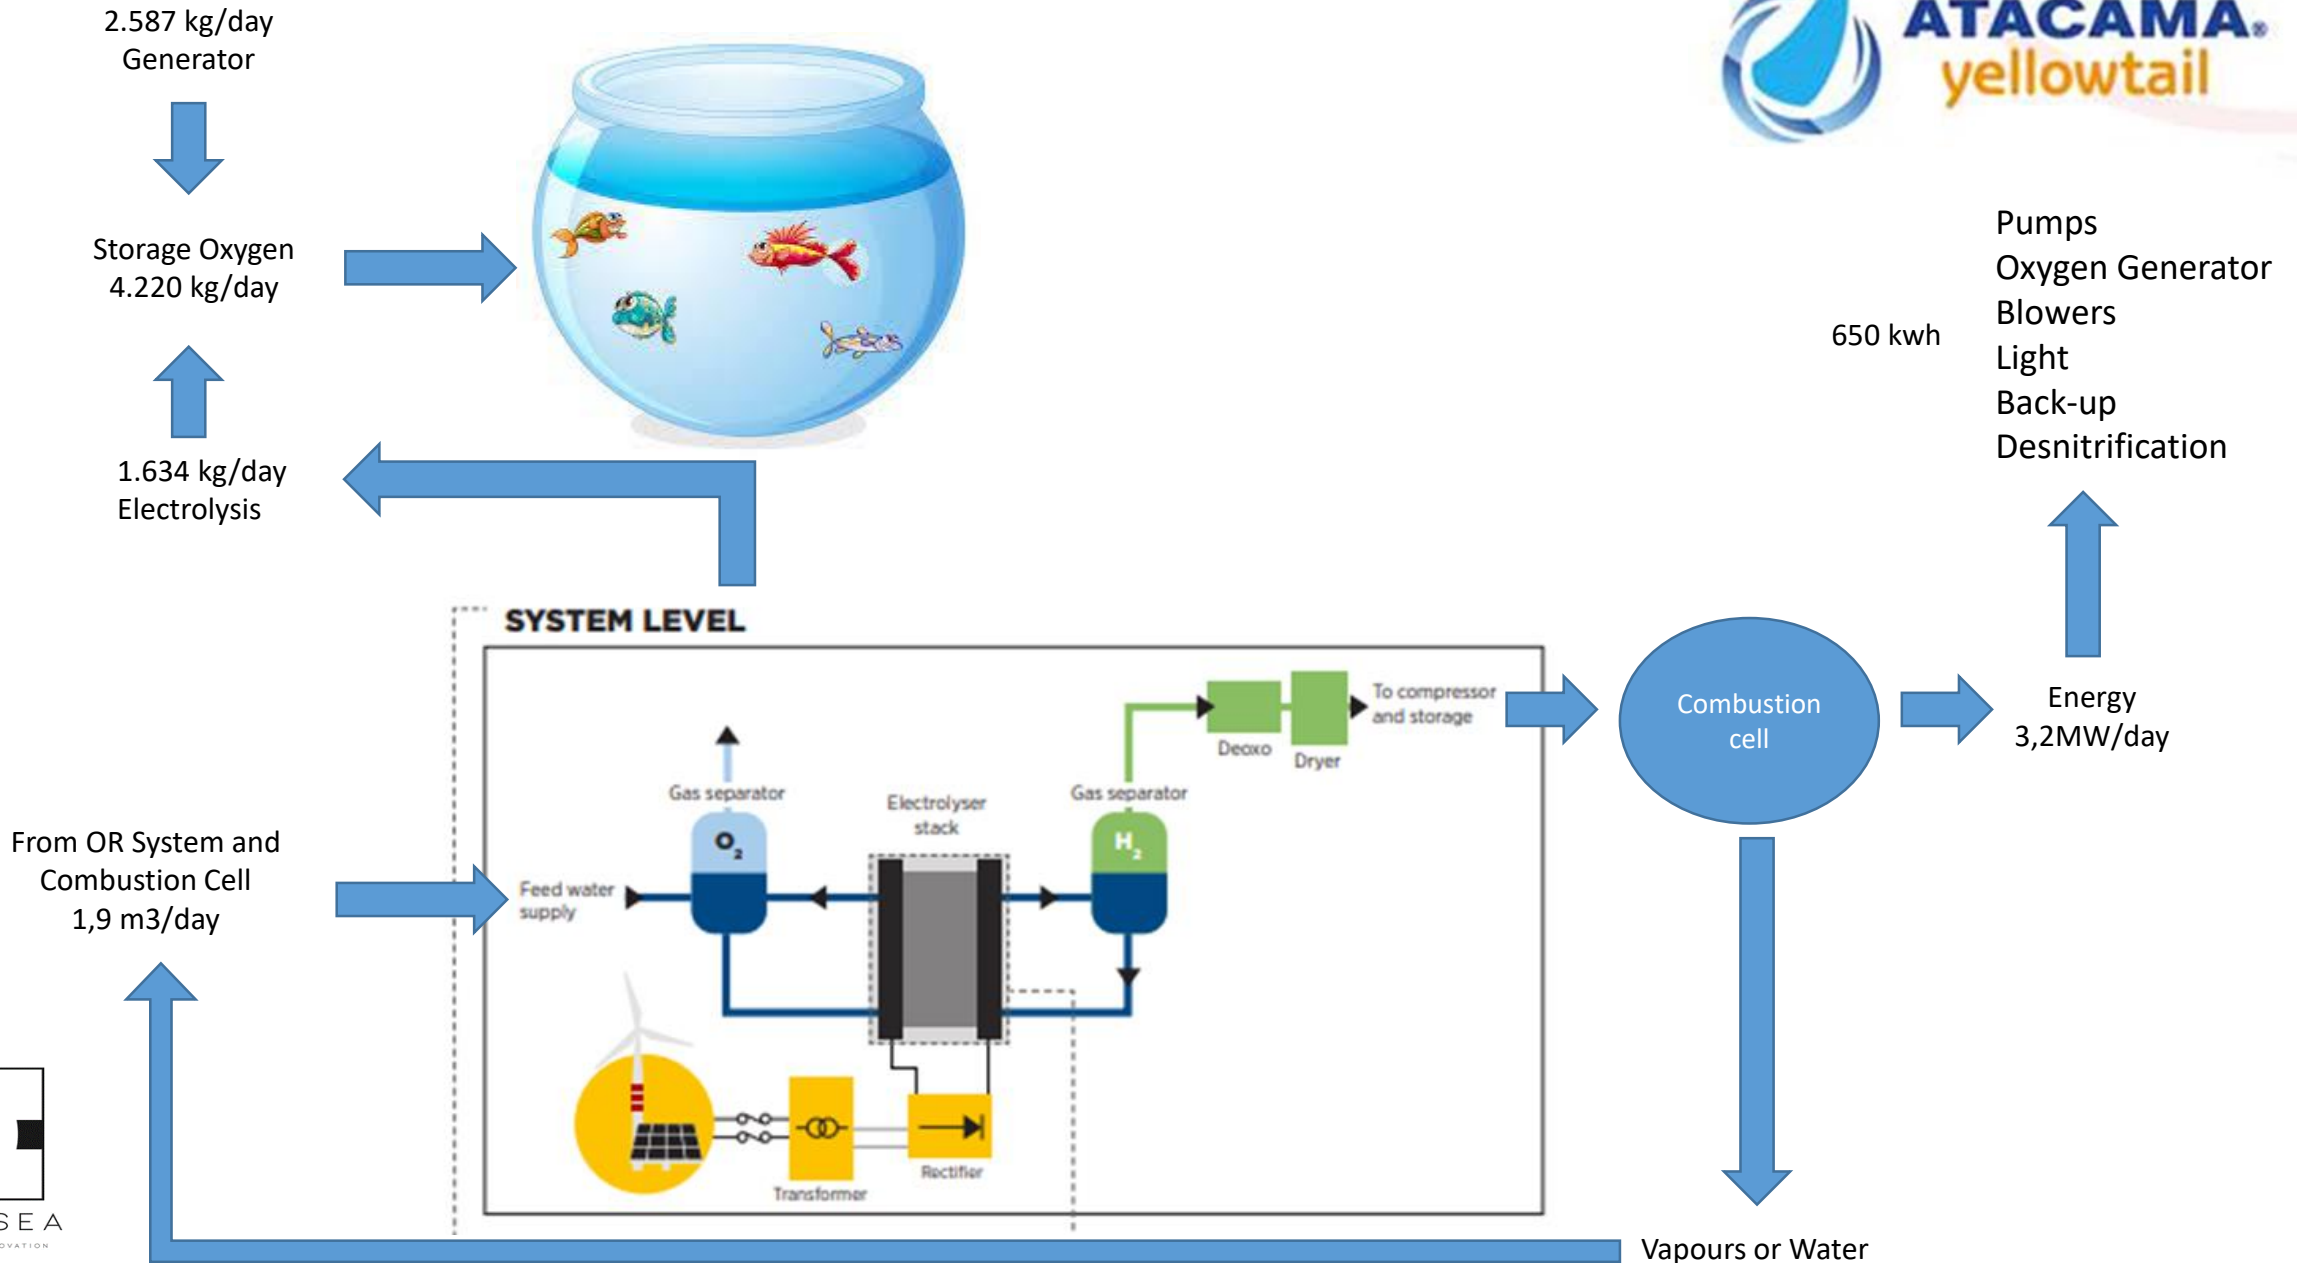 2.587 kg/day
Generator
ATACAMA®
yellowtail
Storage Oxygen
4.220 kg/day
650 kwh
Pumps
Oxygen Generator
Blowers
Light
Back-up
Desnitrification
1.634 kg/day
Electrolysis
SYSTEM LEVEL
To compressor
and storage
Deoxo
Dryer
Combustion
cell
Energy
3,2MW/day
Gas separator
Electrolyser
stack
Gas separator
O2
H2
From OR System and
Combustion Cell
1,9 m3/day
Feed water
supply
Rectifier
Transformer
SEA
OVATION
Vapours or Water